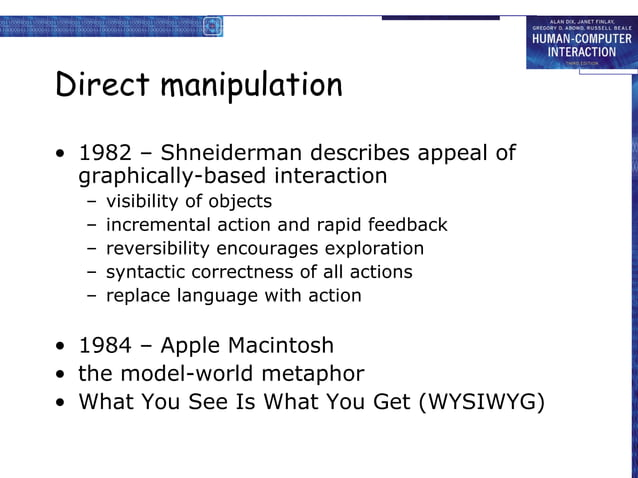 ALAN DIX, JANET FINLAY,
GREGORY D. ABOWD, RUSSELL BEALE
HUMAN-COMPUTER
INTERACTION
THIRD EDITION
Direct manipulation
• 1982 – Shneiderman describes appeal of
graphically-based interaction
– visibility of objects
– incremental action and rapid feedback
– reversibility encourages exploration
– syntactic correctness of all actions
– replace language with action
• 1984 – Apple Macintosh
• the model-world metaphor
• What You See Is What You Get (WYSIWYG)